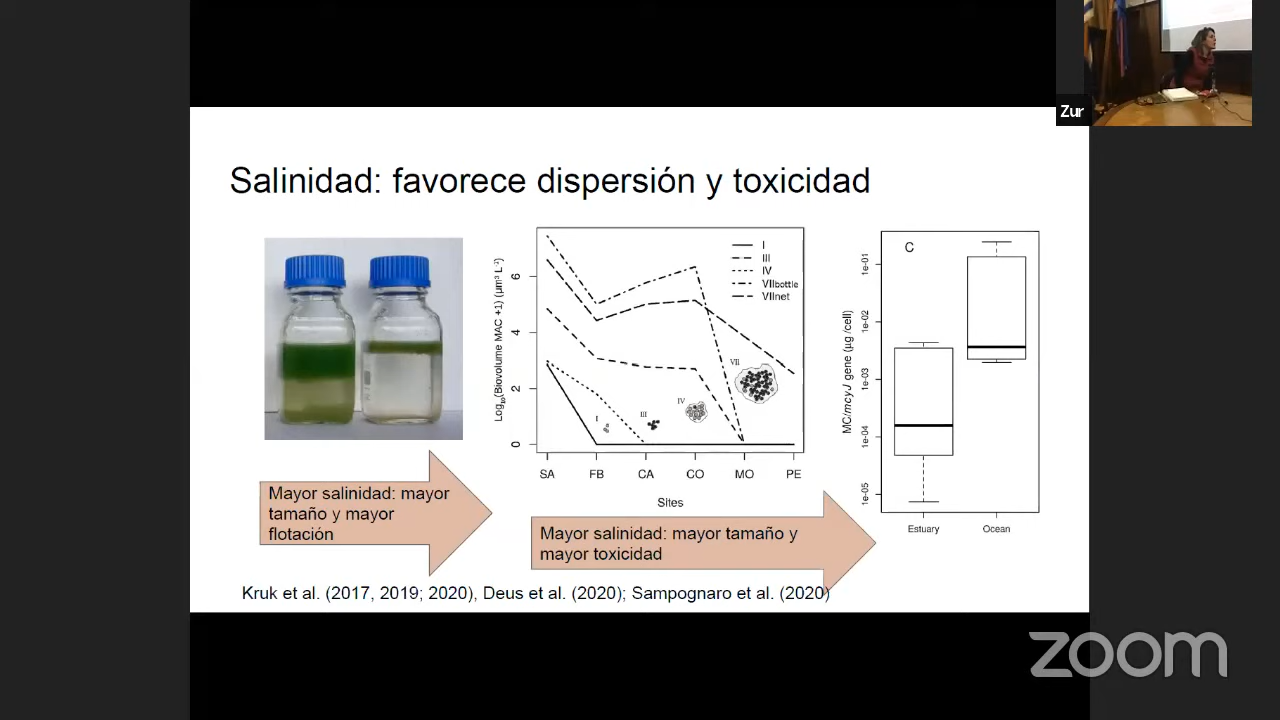 Zur
Salinidad: favorece dispersión y toxicidad
Log10(Biovolume MAC +1) (µm³ L⁻¹)
6
4
2
0
I
III
IV
VIIbottle
VIInet
I
III
IV
VII
SA FB CA CO MO PE
Sites
C
MC/mcyJ gene (µg /cell)
1e-01
1e-02
1e-03
1e-04
1e-05
Estuary Ocean
Mayor salinidad: mayor
tamaño y mayor
flotación
Mayor salinidad: mayor tamaño y
mayor toxicidad
Kruk et al. (2017, 2019; 2020), Deus et al. (2020); Sampognaro et al. (2020)
zoom